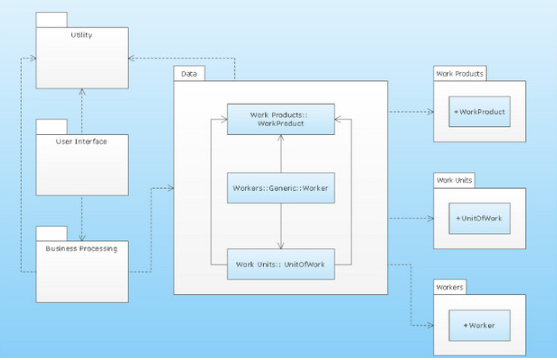 Utility
User Interface
Business Processing
Data
Work Products::
WorkProduct
Workers::Generic::Worker
Work Units:: UnitOfWork
Work Products
+WorkProduct
Work Units
+UnitOfWork
Workers
+Worker